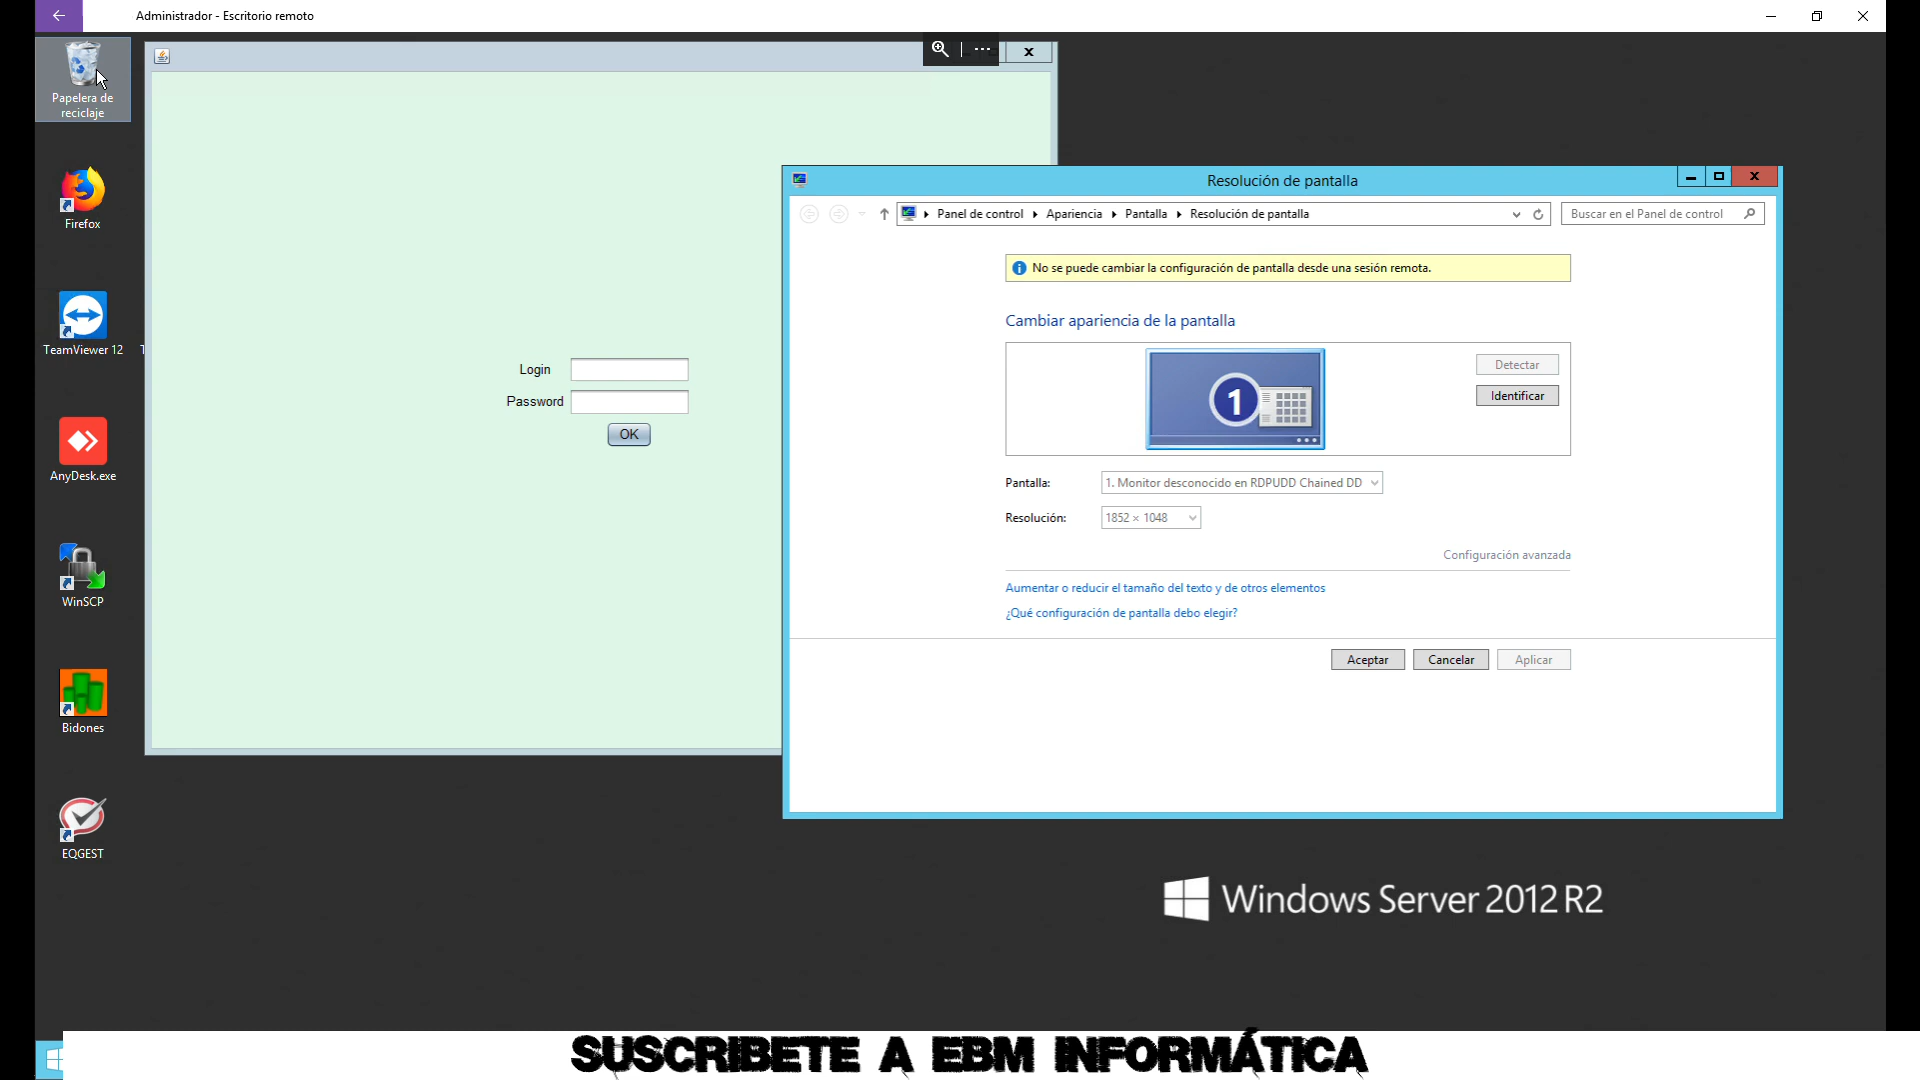 Administrador - Escritorio remoto
Papelera de
reciclaje
Firefox
TeamViewer 12
AnyDesk.exe
WinSCP
Bidones
EQGEST
Login
Password
OK
Resolución de pantalla
Panel de control
Apariencia
Pantalla
Resolución de pantalla
Buscar en el Panel de control
No se puede cambiar la configuración de pantalla desde una sesión remota.
Cambiar apariencia de la pantalla
1
Detectar
Identificar
Pantalla:
1. Monitor desconocido en RDPUDD Chained DD
Resolución:
1852 × 1048
Configuración avanzada
Aumentar o reducir el tamaño del texto y de otros elementos
¿Qué configuración de pantalla debo elegir?
Aceptar
Cancelar
Aplicar
Windows Server 2012 R2
SUSCRIBETE A EBM INFORMÁTICA